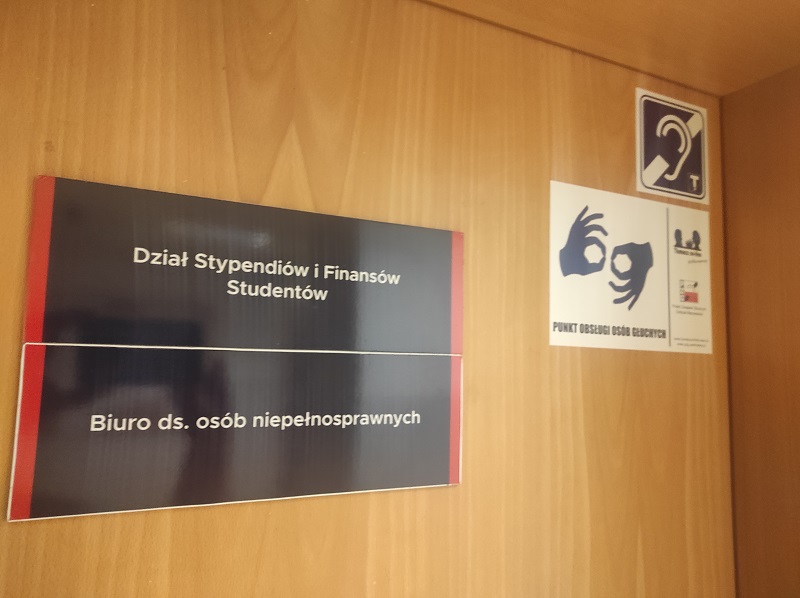 Dział Stypendiów i Finansów
Studentów
Biuro ds. osób niepełnosprawnych
T
PUNKT OBSŁUGI OSÓB GŁUCHYCH